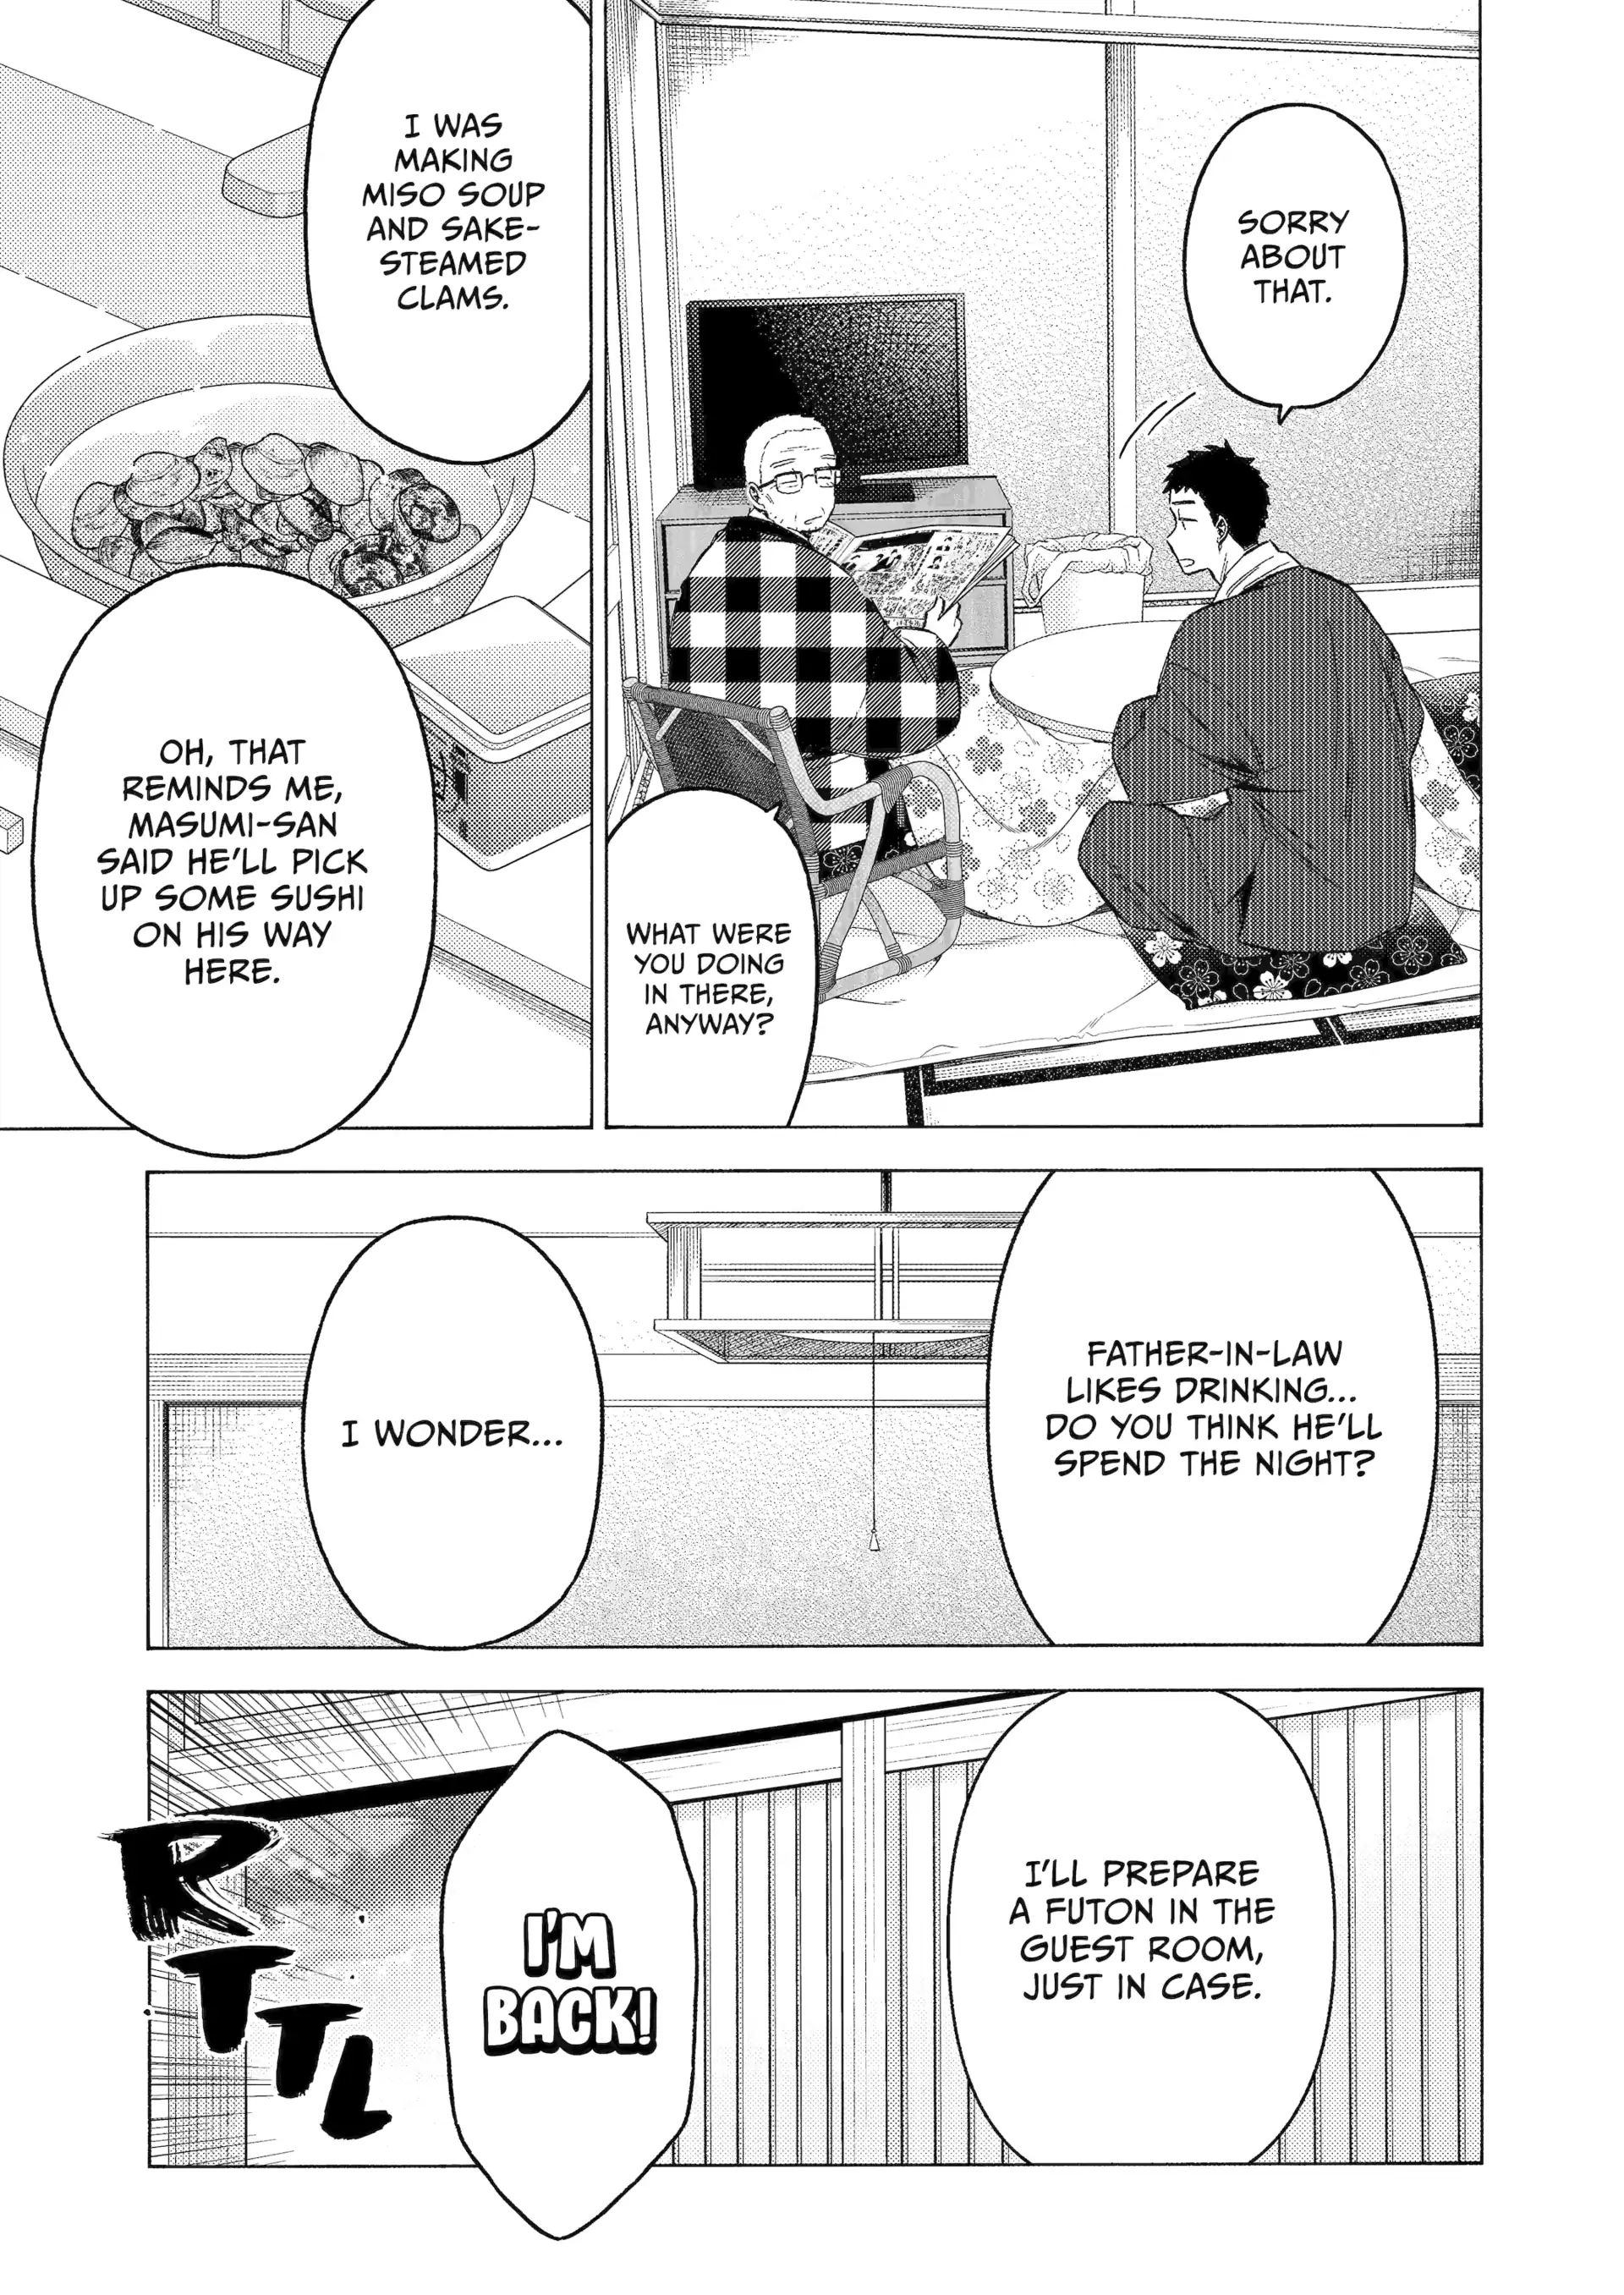 SORRY
ABOUT
THAT.
WHAT WERE
YOU DOING
IN THERE,
ANYWAY?
I WAS
MAKING
MISO SOUP
AND SAKE-
STEAMED
CLAMS.
OH, THAT
REMINDS ME,
MASUMI-SAN
SAID HE'LL PICK
UP SOME SUSHI
ON HIS WAY
HERE.
FATHER-IN-LAW
LIKES DRINKING...
DO YOU THINK HE'LL
SPEND THE NIGHT?
I WONDER...
I'LL PREPARE
A FUTON IN THE
GUEST ROOM,
JUST IN CASE.
I'M
BACK!
RTTL